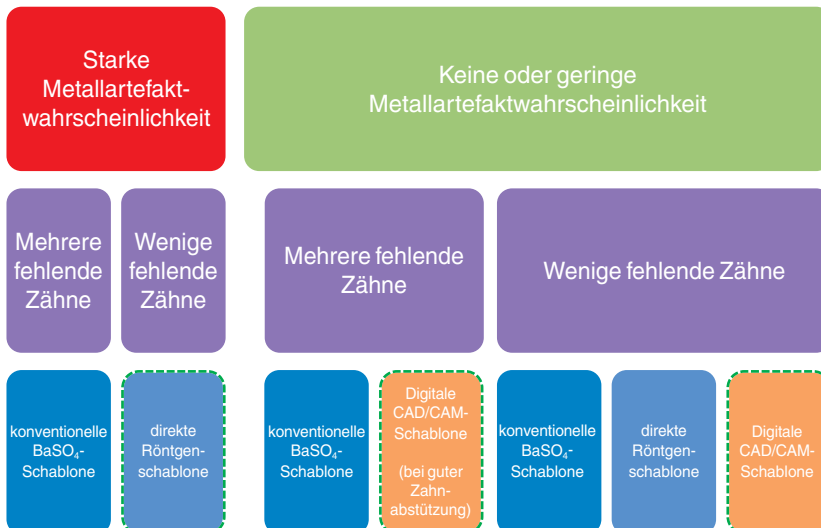 Starke
Metallartefakt-
wahrscheinlichkeit
Keine oder geringe
Metallartefaktwahrscheinlichkeit
Mehrere
fehlende
Zähne
Wenige
fehlende
Zähne
Mehrere fehlende
Zähne
Wenige fehlende Zähne
konventionelle
BaSO₄-
Schablone
direkte
Röntgen-
schablone
konventionelle
BaSO₄-
Schablone
Digitale
CAD/CAM-
Schablone
(bei guter
Zahn-
abstützung)
konventionelle
BaSO₄-
Schablone
direkte
Röntgen-
schablone
Digitale
CAD/CAM-
Schablone